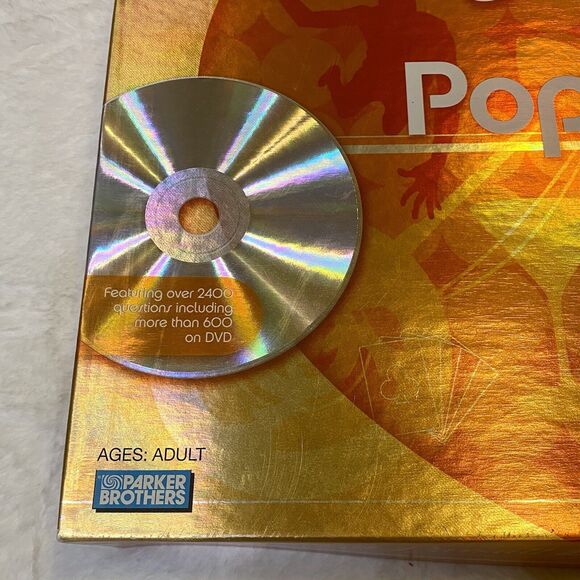 Pop
Featuring over 2400
questions including
more than 600
on DVD
AGES: ADULT
PARKER
BROTHERS